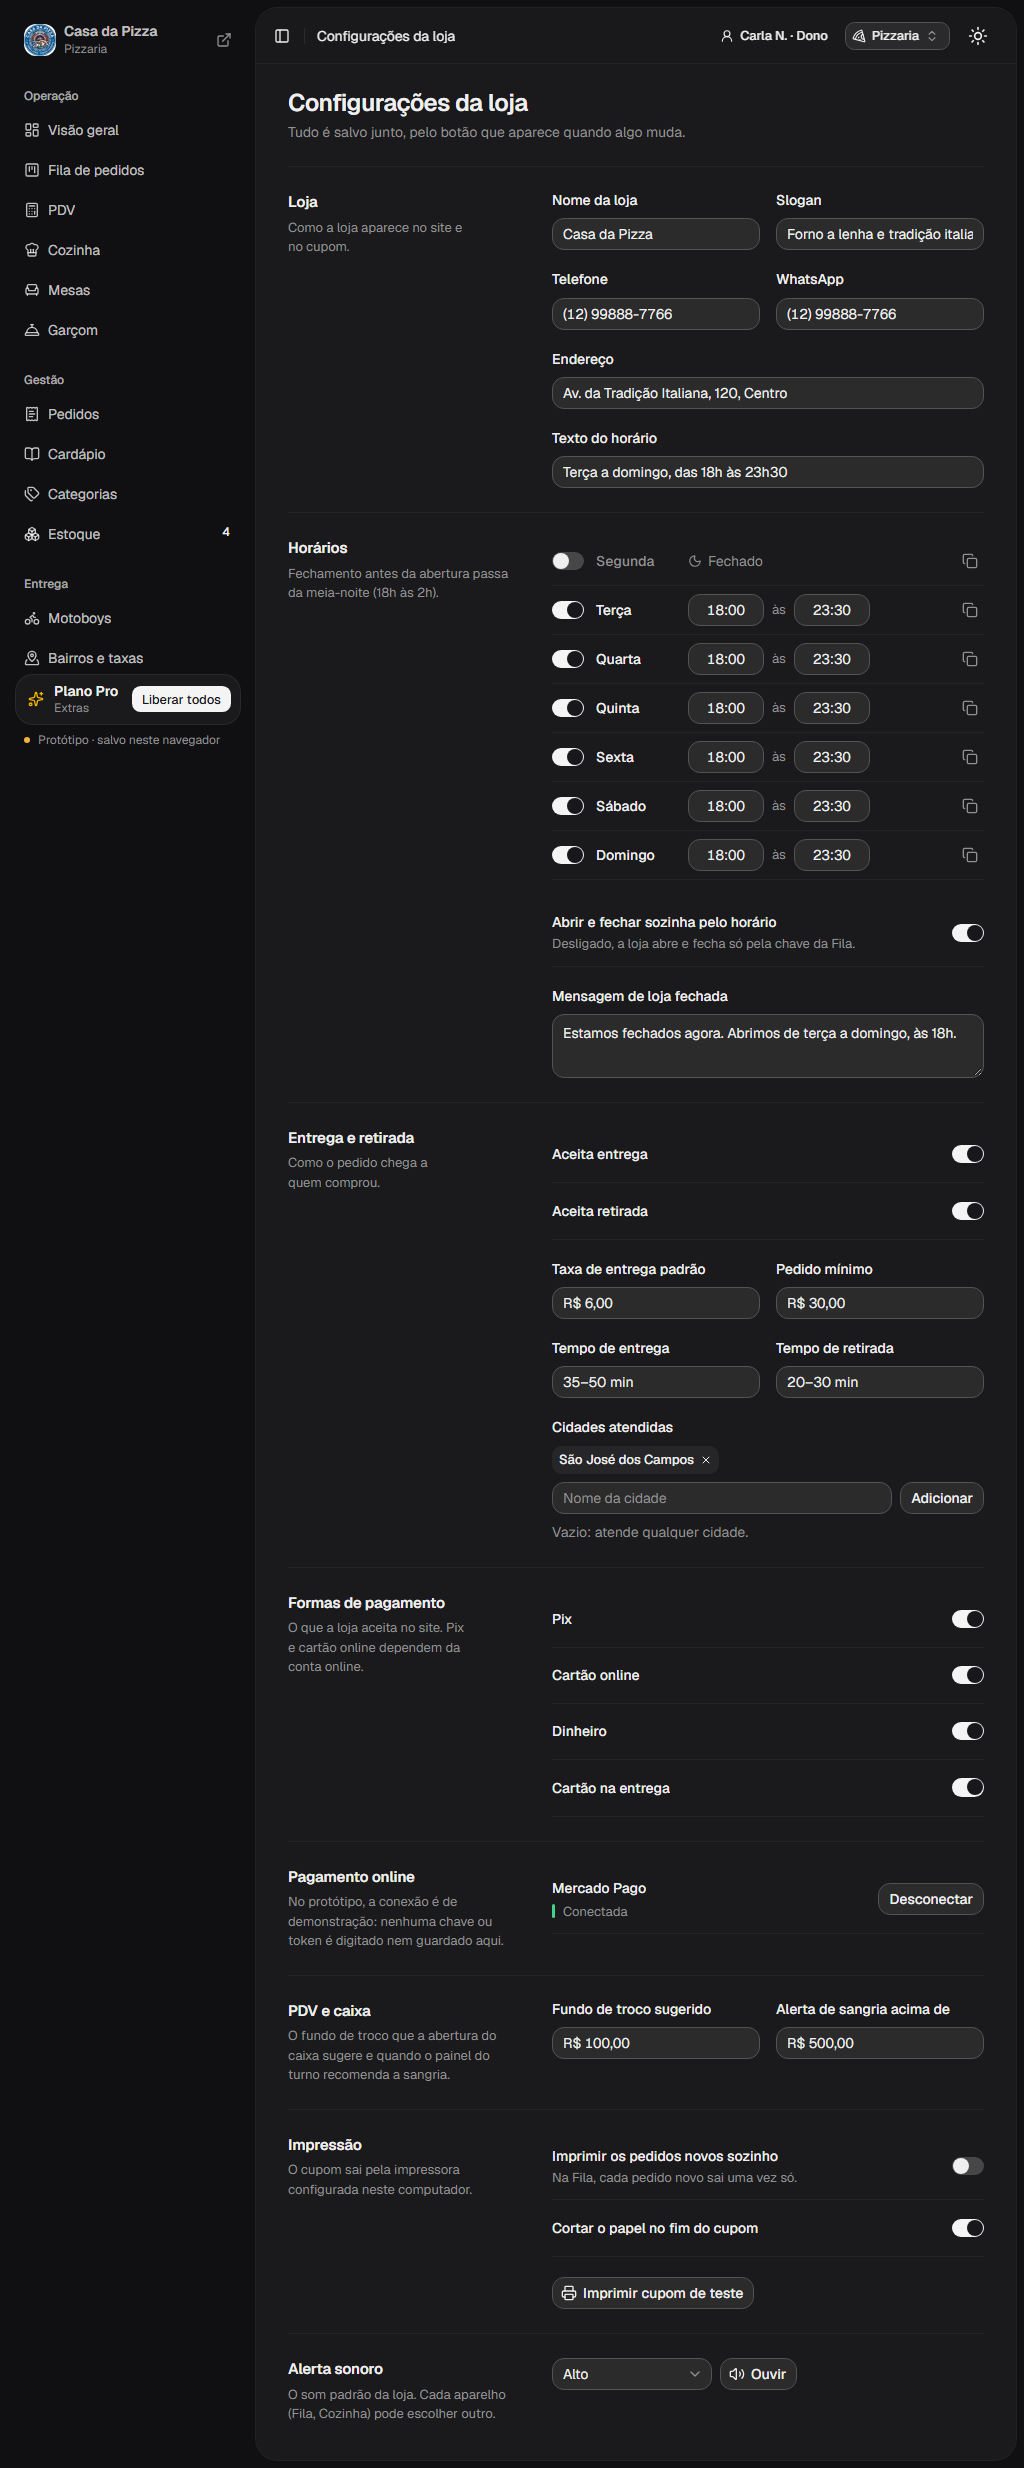 Casa da Pizza
Pizzaria
Operação
Visão geral
Fila de pedidos
PDV
Cozinha
Mesas
Garçom
Gestão
Pedidos
Cardápio
Categorias
Estoque 4
Entrega
Motoboys
Bairros e taxas
Plano Pro
Extras
Liberar todos
Protótipo · salvo neste navegador
Configurações da loja
Carla N. · Dono
Pizzaria
Configurações da loja
Tudo é salvo junto, pelo botão que aparece quando algo muda.
Loja
Como a loja aparece no site e
no cupom.
Nome da loja
Casa da Pizza
Slogan
Forno a lenha e tradição italia
Telefone
(12) 99888-7766
WhatsApp
(12) 99888-7766
Endereço
Av. da Tradição Italiana, 120, Centro
Texto do horário
Terça a domingo, das 18h às 23h30
Horários
Fechamento antes da abertura passa
da meia-noite (18h às 2h).
Segunda Fechado
Terça 18:00 às 23:30
Quarta 18:00 às 23:30
Quinta 18:00 às 23:30
Sexta 18:00 às 23:30
Sábado 18:00 às 23:30
Domingo 18:00 às 23:30
Abrir e fechar sozinha pelo horário
Desligado, a loja abre e fecha só pela chave da Fila.
Mensagem de loja fechada
Estamos fechados agora. Abrimos de terça a domingo, às 18h.
Entrega e retirada
Como o pedido chega a
quem comprou.
Aceita entrega
Aceita retirada
Taxa de entrega padrão
R$ 6,00
Pedido mínimo
R$ 30,00
Tempo de entrega
35–50 min
Tempo de retirada
20–30 min
Cidades atendidas
São José dos Campos
Nome da cidade
Adicionar
Vazio: atende qualquer cidade.
Formas de pagamento
O que a loja aceita no site. Pix
e cartão online dependem da
conta online.
Pix
Cartão online
Dinheiro
Cartão na entrega
Pagamento online
No protótipo, a conexão é de
demonstração: nenhuma chave ou
token é digitado nem guardado aqui.
Mercado Pago
Conectada
Desconectar
PDV e caixa
O fundo de troco que a abertura do
caixa sugere e quando o painel do
turno recomenda a sangria.
Fundo de troco sugerido
R$ 100,00
Alerta de sangria acima de
R$ 500,00
Impressão
O cupom sai pela impressora
configurada neste computador.
Imprimir os pedidos novos sozinho
Na Fila, cada pedido novo sai uma vez só.
Cortar o papel no fim do cupom
Imprimir cupom de teste
Alerta sonoro
O som padrão da loja. Cada aparelho
(Fila, Cozinha) pode escolher outro.
Alto
Ouvir